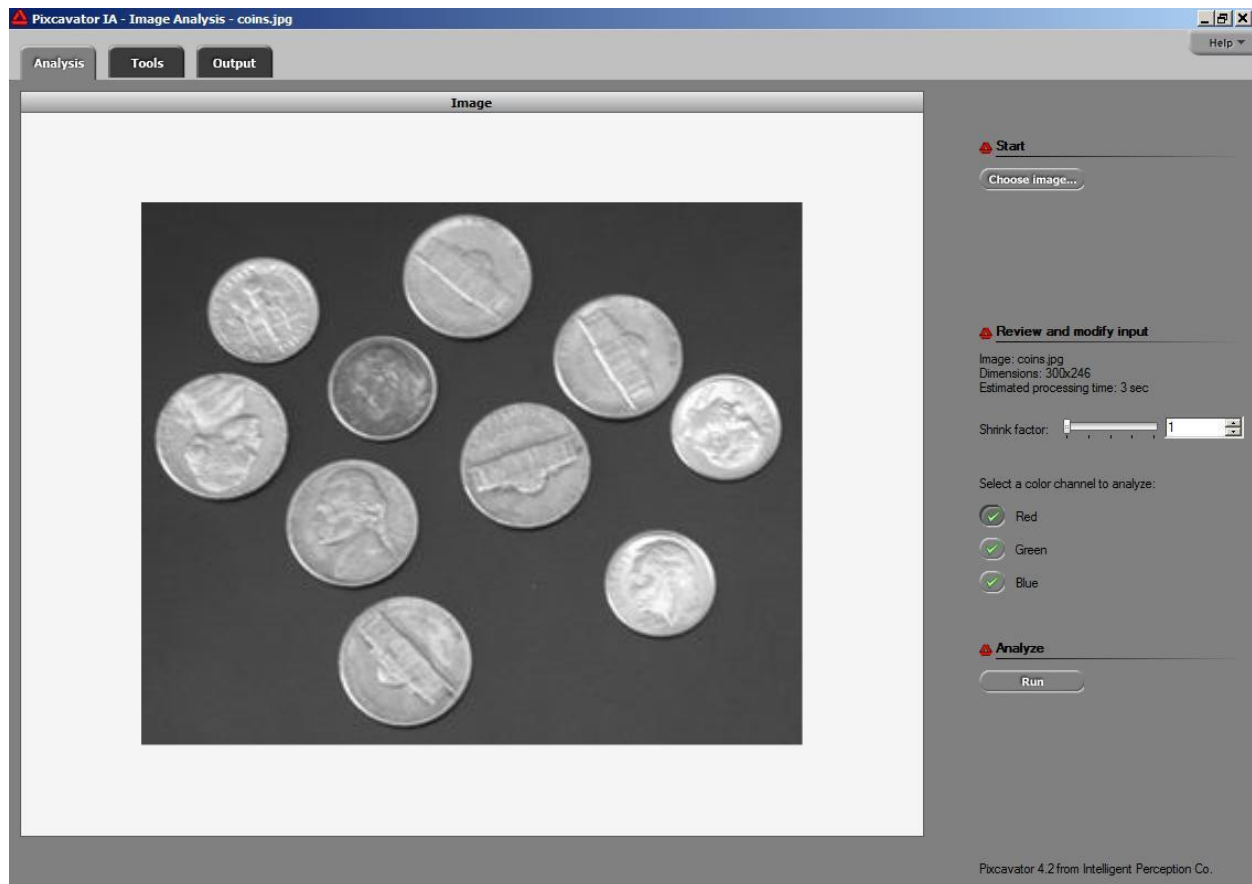 Pixcavator IA - Image Analysis - coins.jpg
Help
Analysis
Tools
Output
Image
Start
Choose image...
Review and modify input
Image: coins.jpg
Dimensions: 300x246
Estimated processing time: 3 sec
Shrink factor:
1
Select a color channel to analyze:
Red
Green
Blue
Analyze
Run
Pixcavator 4.2 from Intelligent Perception Co.